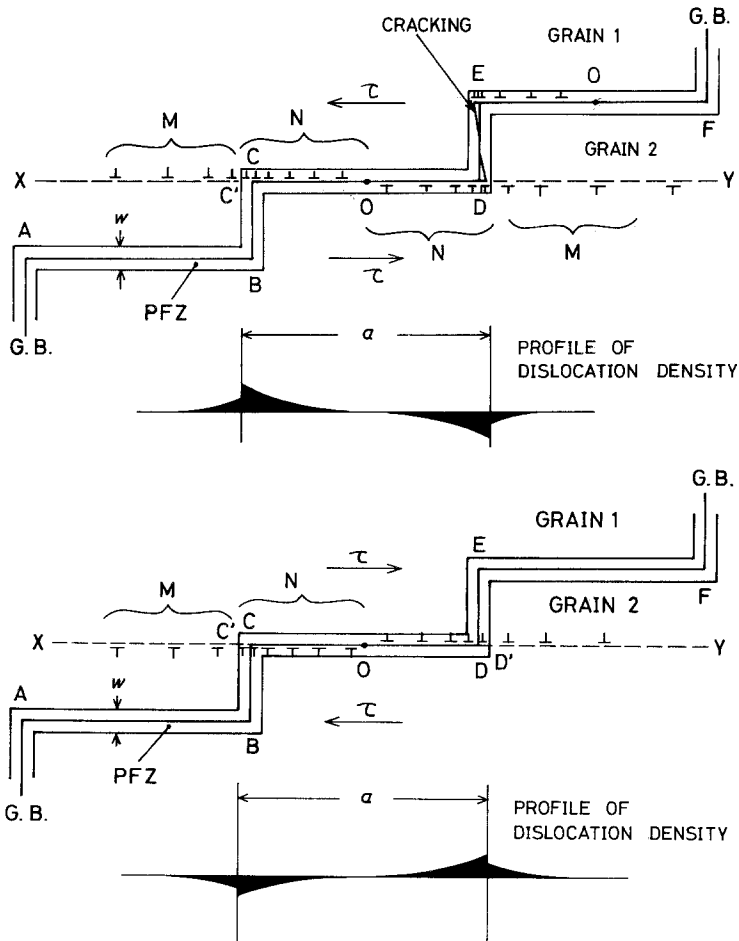 CRACKING
GRAIN 1
G.B.
E
O
τ
F
M
N
GRAIN 2
C
X
C'
O
D
Y
A
w
B
N
M
τ
PFZ
G.B.
a
PROFILE OF
DISLOCATION DENSITY
G.B.
GRAIN 1
E
τ
M
N
F
GRAIN 2
C' C
X
O
D D'
Y
A
w
B
τ
PFZ
G.B.
a
PROFILE OF
DISLOCATION DENSITY